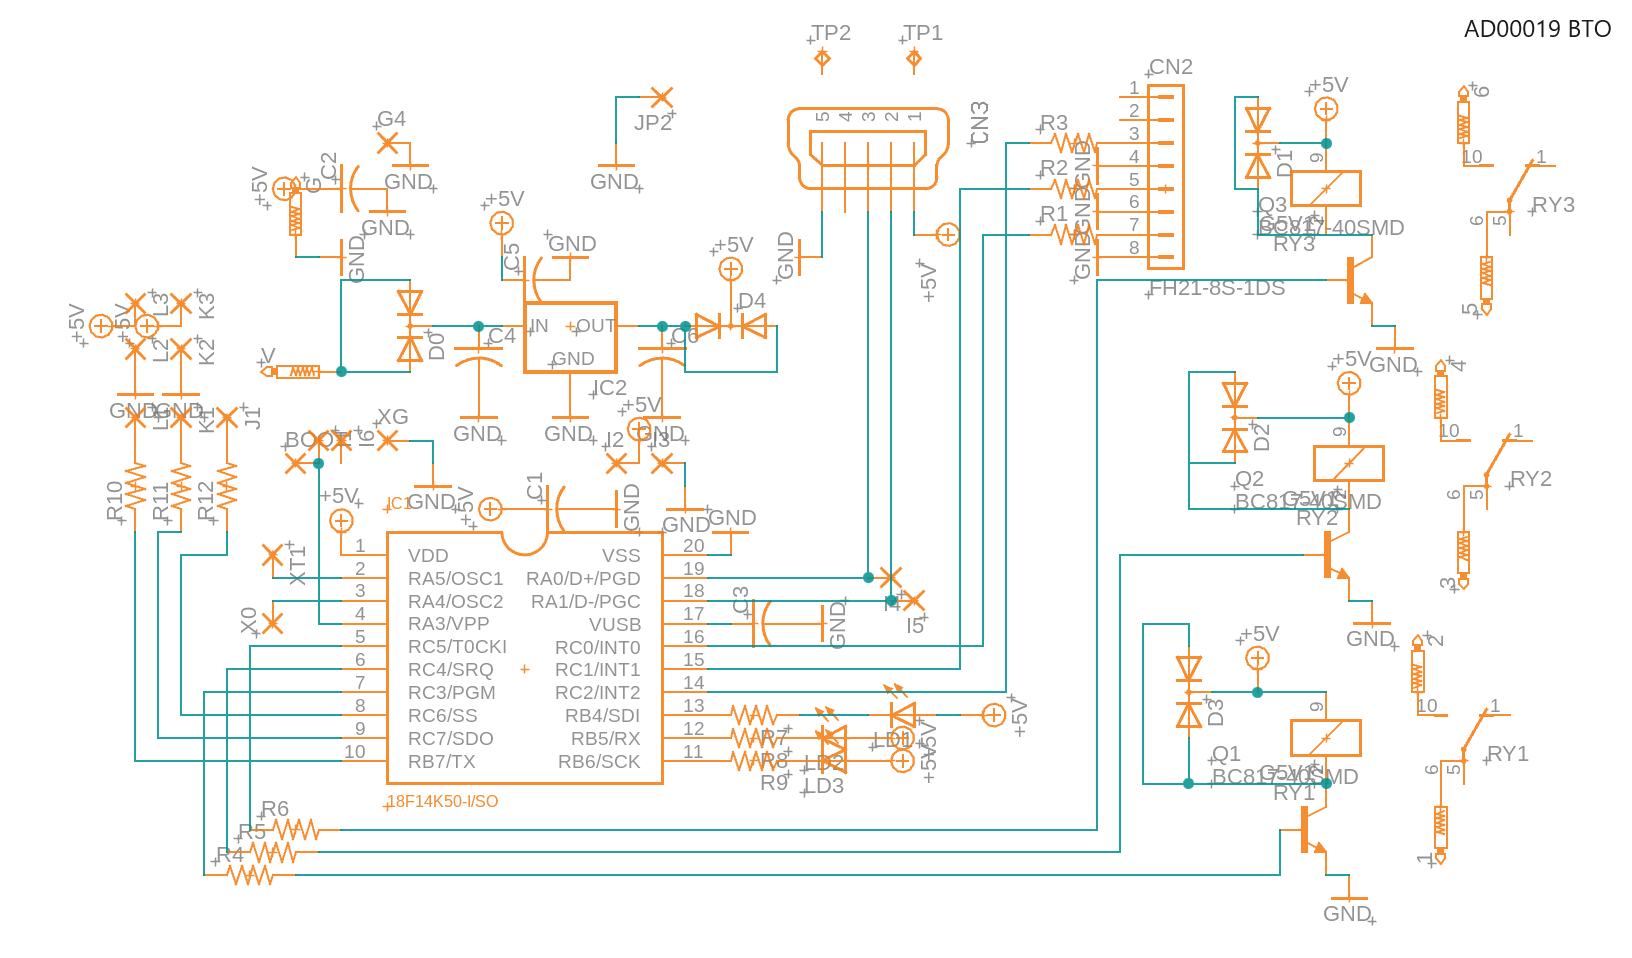 AD00019 BTO
TP2
TP1
CN2
+5V
6
G4
JP2
5
4
3
2
1
CN3
R3
R2
R1
1
2
3
4
5
6
7
8
GND
GND
GND
FH21-8S-1DS
D1
9
Q3
BC817-40SMD
RY3
10
1
6
5
RY3
5
+5V
G
C2
GND
GND
GND
GND
+5V
C5
GND
+5V
GND
+5V
D4
IN
OUT
GND
IC2
C4
C6
D0
V
+5V
+5V
L3
K3
L2
K2
GND
GND
L1
K1
J1
GND
GND
GND
+5V
GND
+5V
4
D2
9
Q2
BC817-40SMD
RY2
10
1
6
5
RY2
3
BOOT
I6
XG
I2
I3
GND
R10
R11
R12
+5V
IC1
+5V
C1
GND
GND
GND
1
2
3
4
5
6
7
8
9
10
VDD
RA5/OSC1
RA4/OSC2
RA3/VPP
RC5/T0CKI
RC4/SRQ
RC3/PGM
RC6/SS
RC7/SDO
RB7/TX
VSS
RA0/D+/PGD
RA1/D-/PGC
VUSB
RC0/INT0
RC1/INT1
RC2/INT2
RB4/SDI
RB5/RX
RB6/SCK
20
19
18
17
16
15
14
13
12
11
XT1
X0
C3
GND
I4
I5
GND
+5V
2
D3
9
Q1
BC817-40SMD
RY1
10
1
6
5
RY1
1
R7
R8
R9
LD1
LD2
LD3
+5V
+5V
18F14K50-I/SO
R6
R5
R4
GND